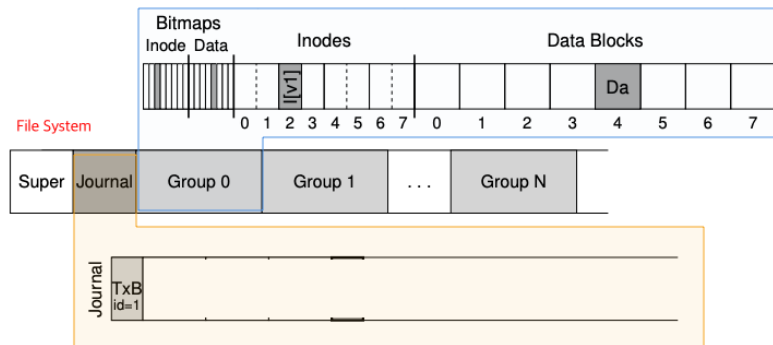 Bitmaps
Inode Data
Inodes
Data Blocks
I[v1]
Da
0 1 2 3 4 5 6 7 0 1 2 3 4 5 6 7
File System
Super Journal Group 0 Group 1 . . . Group N
Journal
TxB
id=1